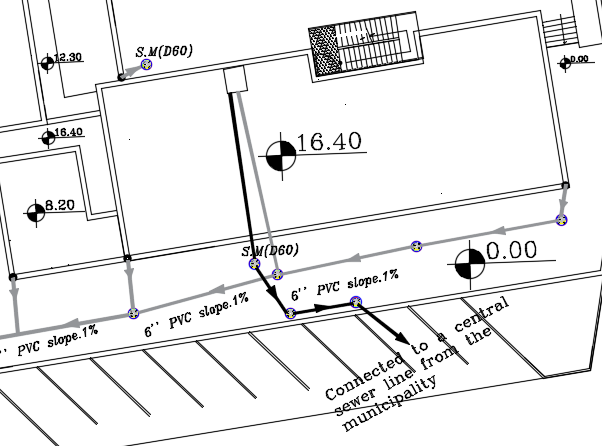 S.M(D60)
12.30
0.00
16.40
16.40
8.20
S.M(D60)
0.00
6'' PVC slope.1%
6'' PVC slope.1%
'' PVC slope.1%
Connected to a central
sewer line from the
municipality